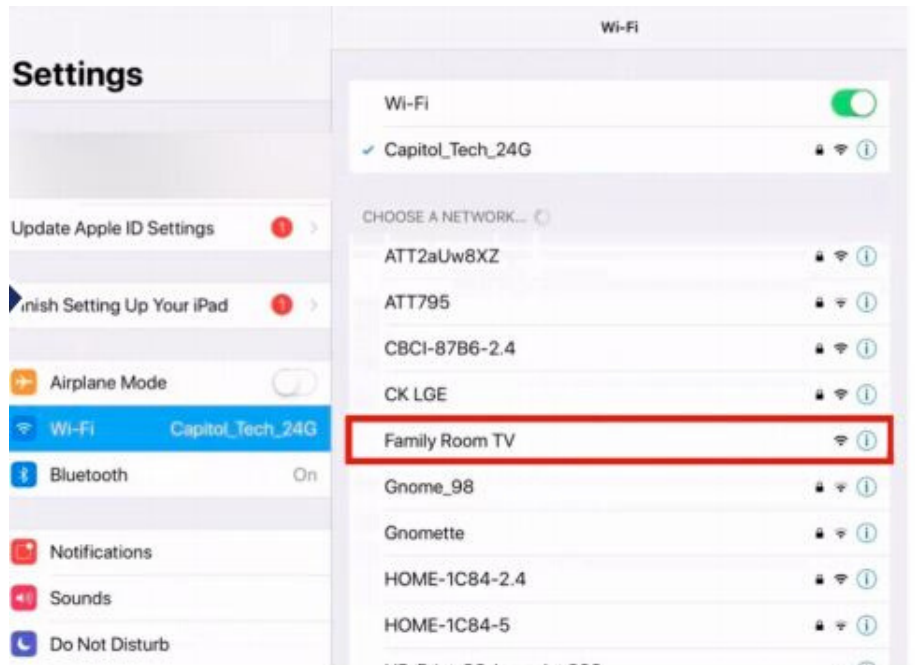 Settings
Update Apple ID Settings 1
inish Setting Up Your iPad 1
Airplane Mode
Wi-Fi Capitol_Tech_24G
Bluetooth On
Notifications
Sounds
Do Not Disturb
Wi-Fi
Wi-Fi
Capitol_Tech_24G
CHOOSE A NETWORK...
ATT2aUw8XZ
ATT795
CBCI-87B6-2.4
CK LGE
Family Room TV
Gnome_98
Gnomette
HOME-1C84-2.4
HOME-1C84-5